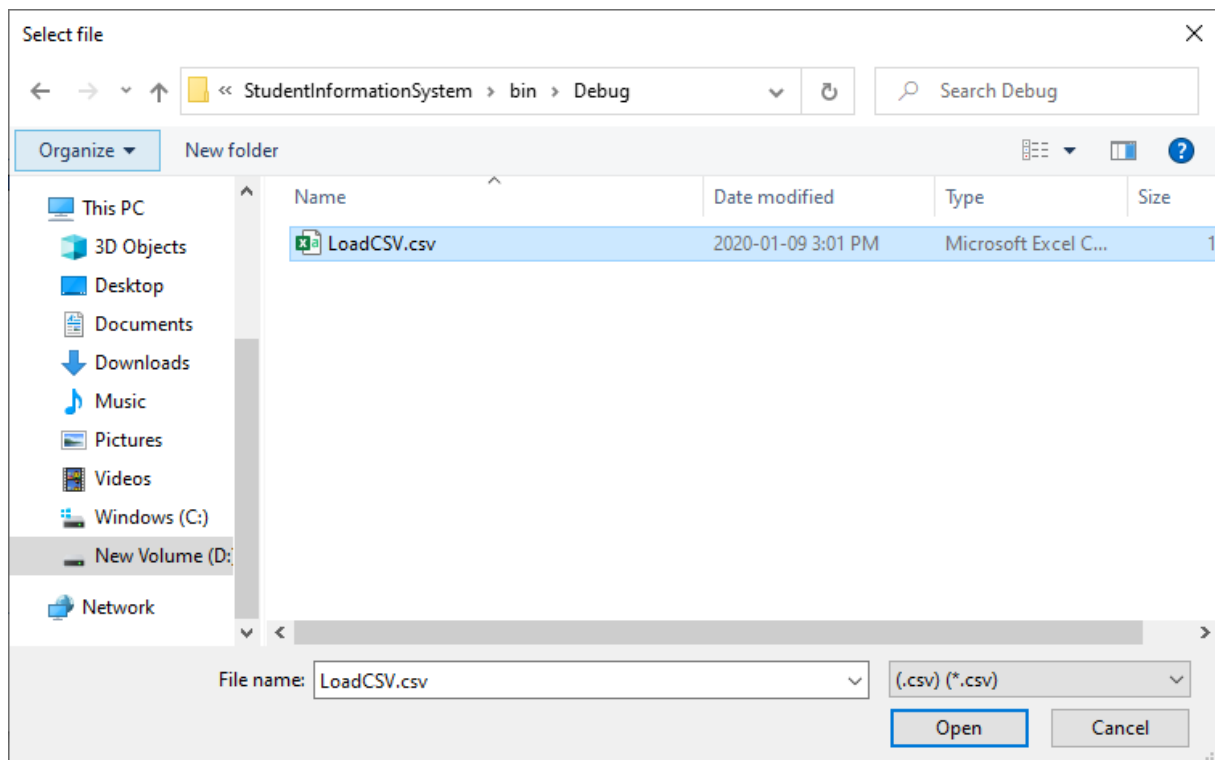 Select file
« StudentInformationSystem › bin › Debug
Search Debug
Organize
New folder
Name Date modified Type Size
This PC
3D Objects
Desktop
Documents
Downloads
Music
Pictures
Videos
Windows (C:)
New Volume (D:
Network
LoadCSV.csv 2020-01-09 3:01 PM Microsoft Excel C... 1
File name: LoadCSV.csv (.csv) (*.csv)
Open Cancel